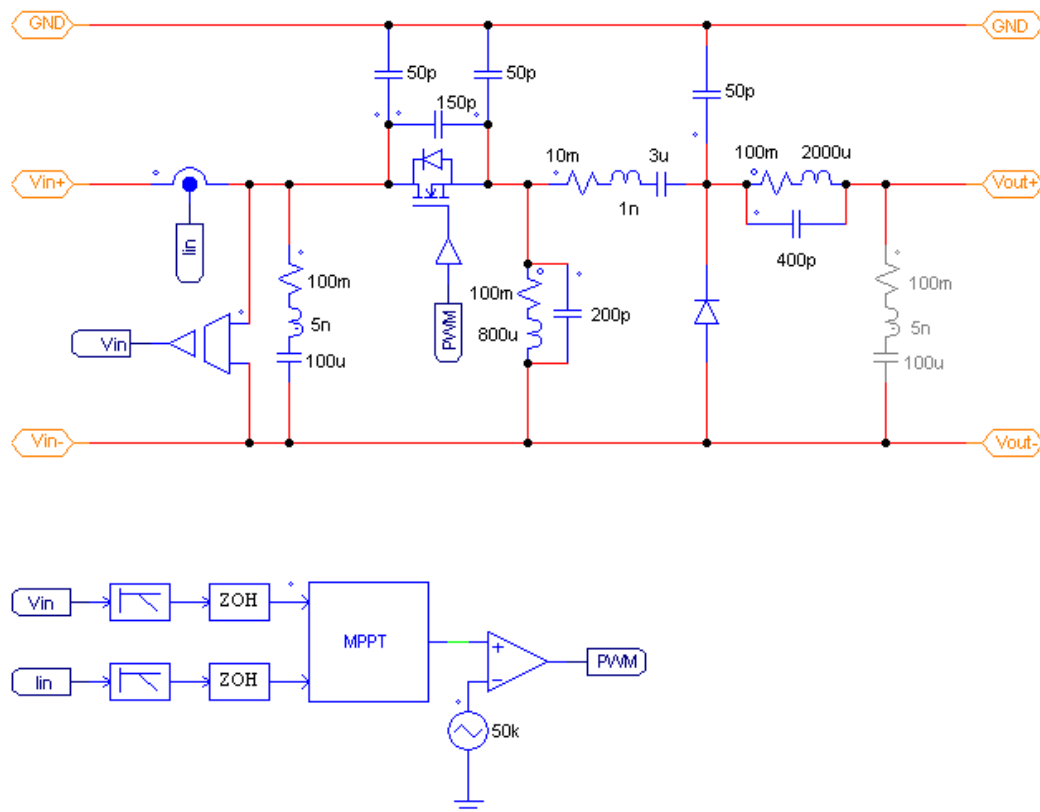 GND
GND
50p
50p
50p
150p
Vin+
10m
3u
100m
2000u
Vout+
1n
Iin
400p
100m
100m
100m
5n
PWM
200p
5n
Vin
800u
100u
100u
Vin-
Vout-
Vin
ZOH
MPPT
PWM
Iin
ZOH
50k